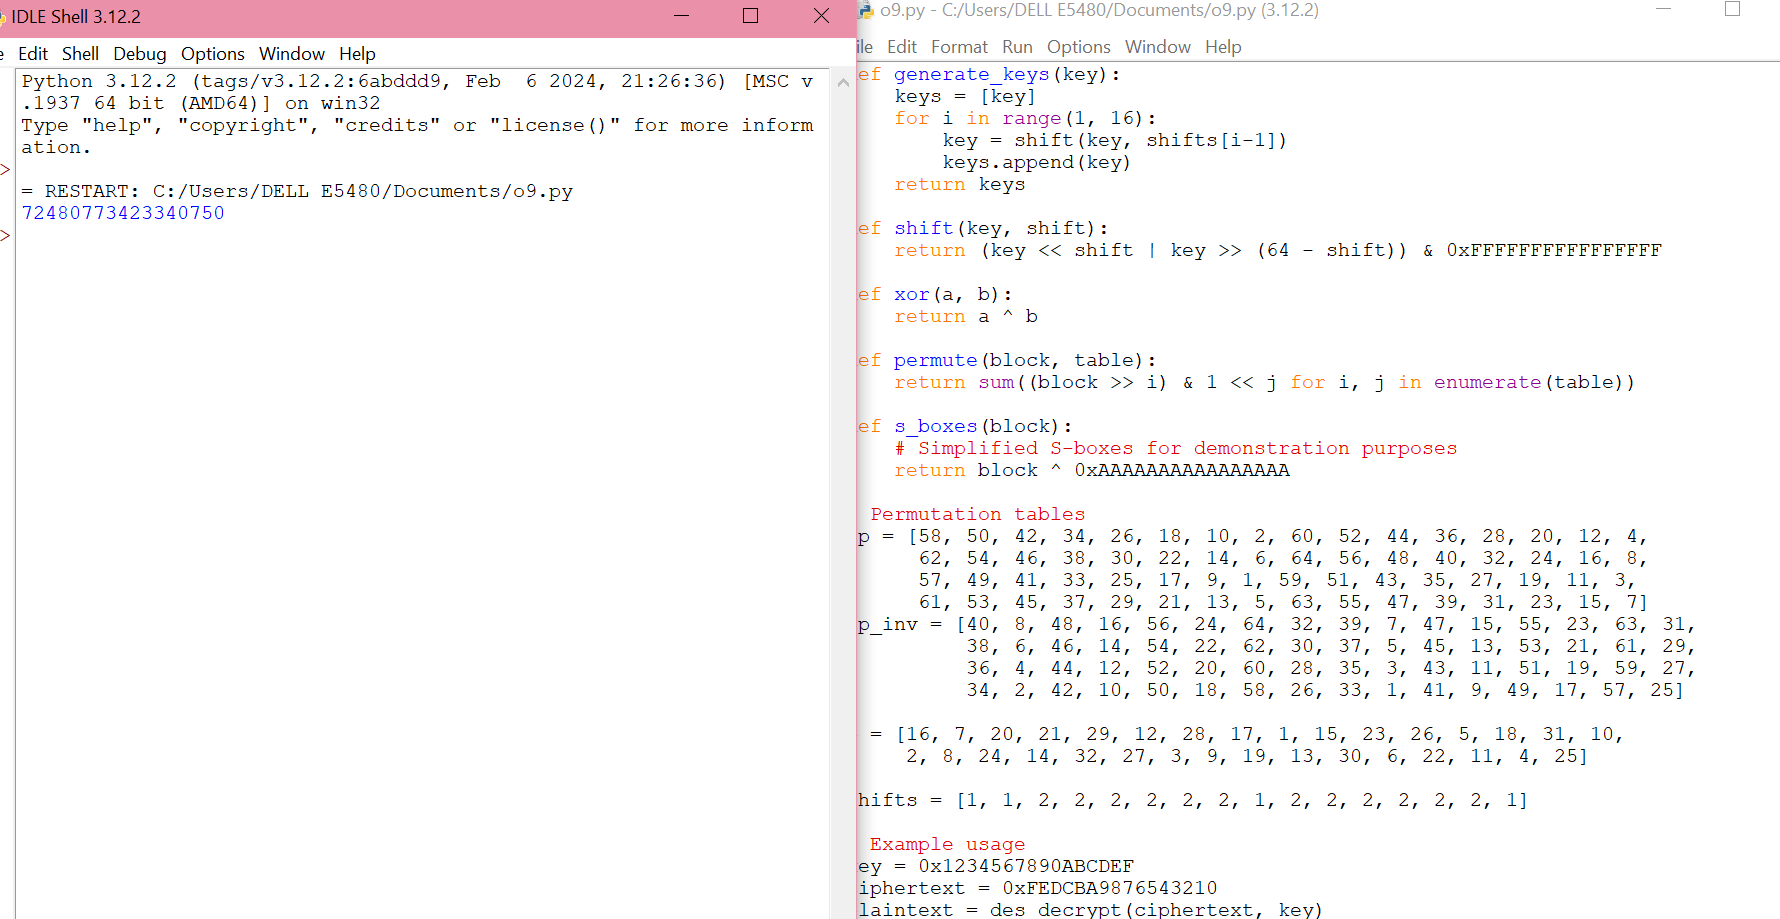 IDLE Shell 3.12.2
Edit Shell Debug Options Window Help
Python 3.12.2 (tags/v3.12.2:6abddd9, Feb  6 2024, 21:26:36) [MSC v
.1937 64 bit (AMD64)] on win32
Type "help", "copyright", "credits" or "license()" for more inform
ation.
>
= RESTART: C:/Users/DELL E5480/Documents/o9.py
72480773423340750
>
o9.py - C:/Users/DELL E5480/Documents/o9.py (3.12.2)
ile Edit Format Run Options Window Help
ef generate_keys(key):
keys = [key]
for i in range(1, 16):
key = shift(key, shifts[i-1])
keys.append(key)
return keys
ef shift(key, shift):
return (key << shift | key >> (64 - shift)) & 0xFFFFFFFFFFFFFFFF
ef xor(a, b):
return a ^ b
ef permute(block, table):
return sum((block >> i) & 1 << j for i, j in enumerate(table))
ef s_boxes(block):
# Simplified S-boxes for demonstration purposes
return block ^ 0xAAAAAAAAAAAAAAAA
Permutation tables
p = [58, 50, 42, 34, 26, 18, 10, 2, 60, 52, 44, 36, 28, 20, 12, 4,
62, 54, 46, 38, 30, 22, 14, 6, 64, 56, 48, 40, 32, 24, 16, 8,
57, 49, 41, 33, 25, 17, 9, 1, 59, 51, 43, 35, 27, 19, 11, 3,
61, 53, 45, 37, 29, 21, 13, 5, 63, 55, 47, 39, 31, 23, 15, 7]
p_inv = [40, 8, 48, 16, 56, 24, 64, 32, 39, 7, 47, 15, 55, 23, 63, 31,
38, 6, 46, 14, 54, 22, 62, 30, 37, 5, 45, 13, 53, 21, 61, 29,
36, 4, 44, 12, 52, 20, 60, 28, 35, 3, 43, 11, 51, 19, 59, 27,
34, 2, 42, 10, 50, 18, 58, 26, 33, 1, 41, 9, 49, 17, 57, 25]
= [16, 7, 20, 21, 29, 12, 28, 17, 1, 15, 23, 26, 5, 18, 31, 10,
2, 8, 24, 14, 32, 27, 3, 9, 19, 13, 30, 6, 22, 11, 4, 25]
hifts = [1, 1, 2, 2, 2, 2, 2, 2, 1, 2, 2, 2, 2, 2, 2, 1]
Example usage
ey = 0x1234567890ABCDEF
iphertext = 0xFEDCBA9876543210
laintext = des_decrypt(ciphertext, key)